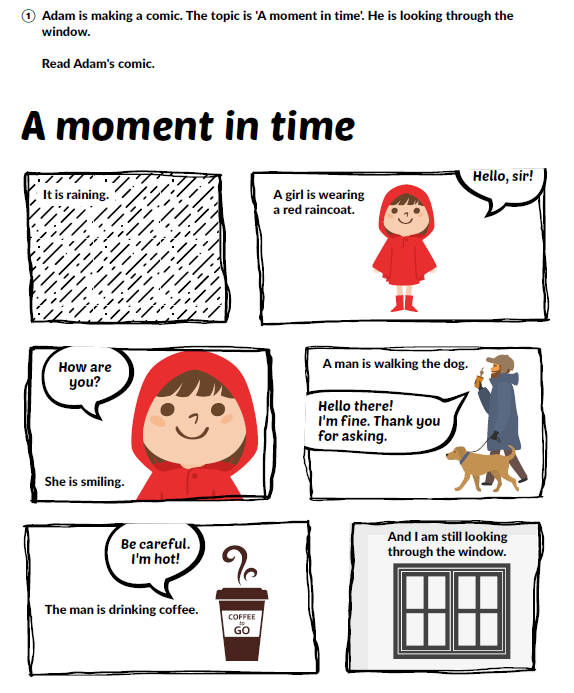 1 Adam is making a comic. The topic is 'A moment in time'. He is looking through the
window.
Read Adam's comic.
A moment in time
It is raining.
A girl is wearing
a red raincoat.
Hello, sir!
How are
you?
She is smiling.
A man is walking the dog.
Hello there!
I'm fine. Thank you
for asking.
Be careful.
I'm hot!
The man is drinking coffee.
COFFEE
to
GO
And I am still looking
through the window.